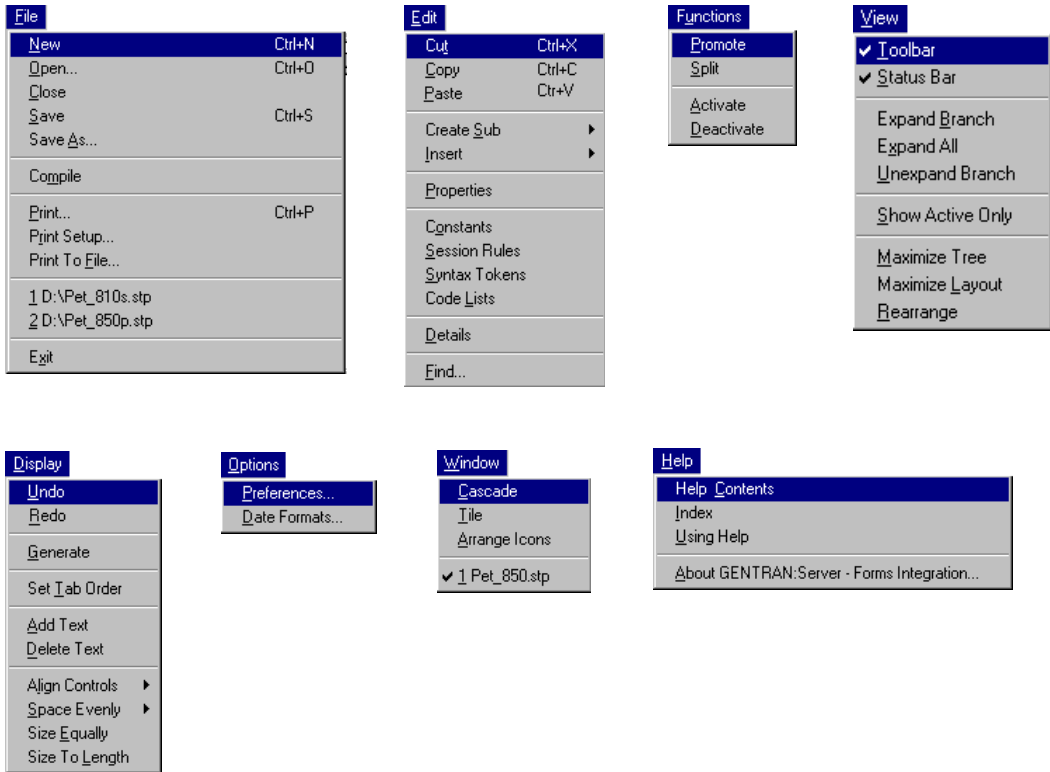 File
New Ctrl+N
Open... Ctrl+O
Close
Save Ctrl+S
Save As...
Compile
Print... Ctrl+P
Print Setup...
Print To File...
1 D:\Pet_810s.stp
2 D:\Pet_850p.stp
Exit
Edit
Cut Ctrl+X
Copy Ctrl+C
Paste Ctr+V
Create Sub
Insert
Properties
Constants
Session Rules
Syntax Tokens
Code Lists
Details
Find...
Functions
Promote
Split
Activate
Deactivate
View
Toolbar
Status Bar
Expand Branch
Expand All
Unexpand Branch
Show Active Only
Maximize Tree
Maximize Layout
Rearrange
Display
Undo
Redo
Generate
Set Tab Order
Add Text
Delete Text
Align Controls
Space Evenly
Size Equally
Size To Length
Options
Preferences...
Date Formats...
Window
Cascade
Tile
Arrange Icons
1 Pet_850.stp
Help
Help Contents
Index
Using Help
About GENTRAN:Server - Forms Integration...